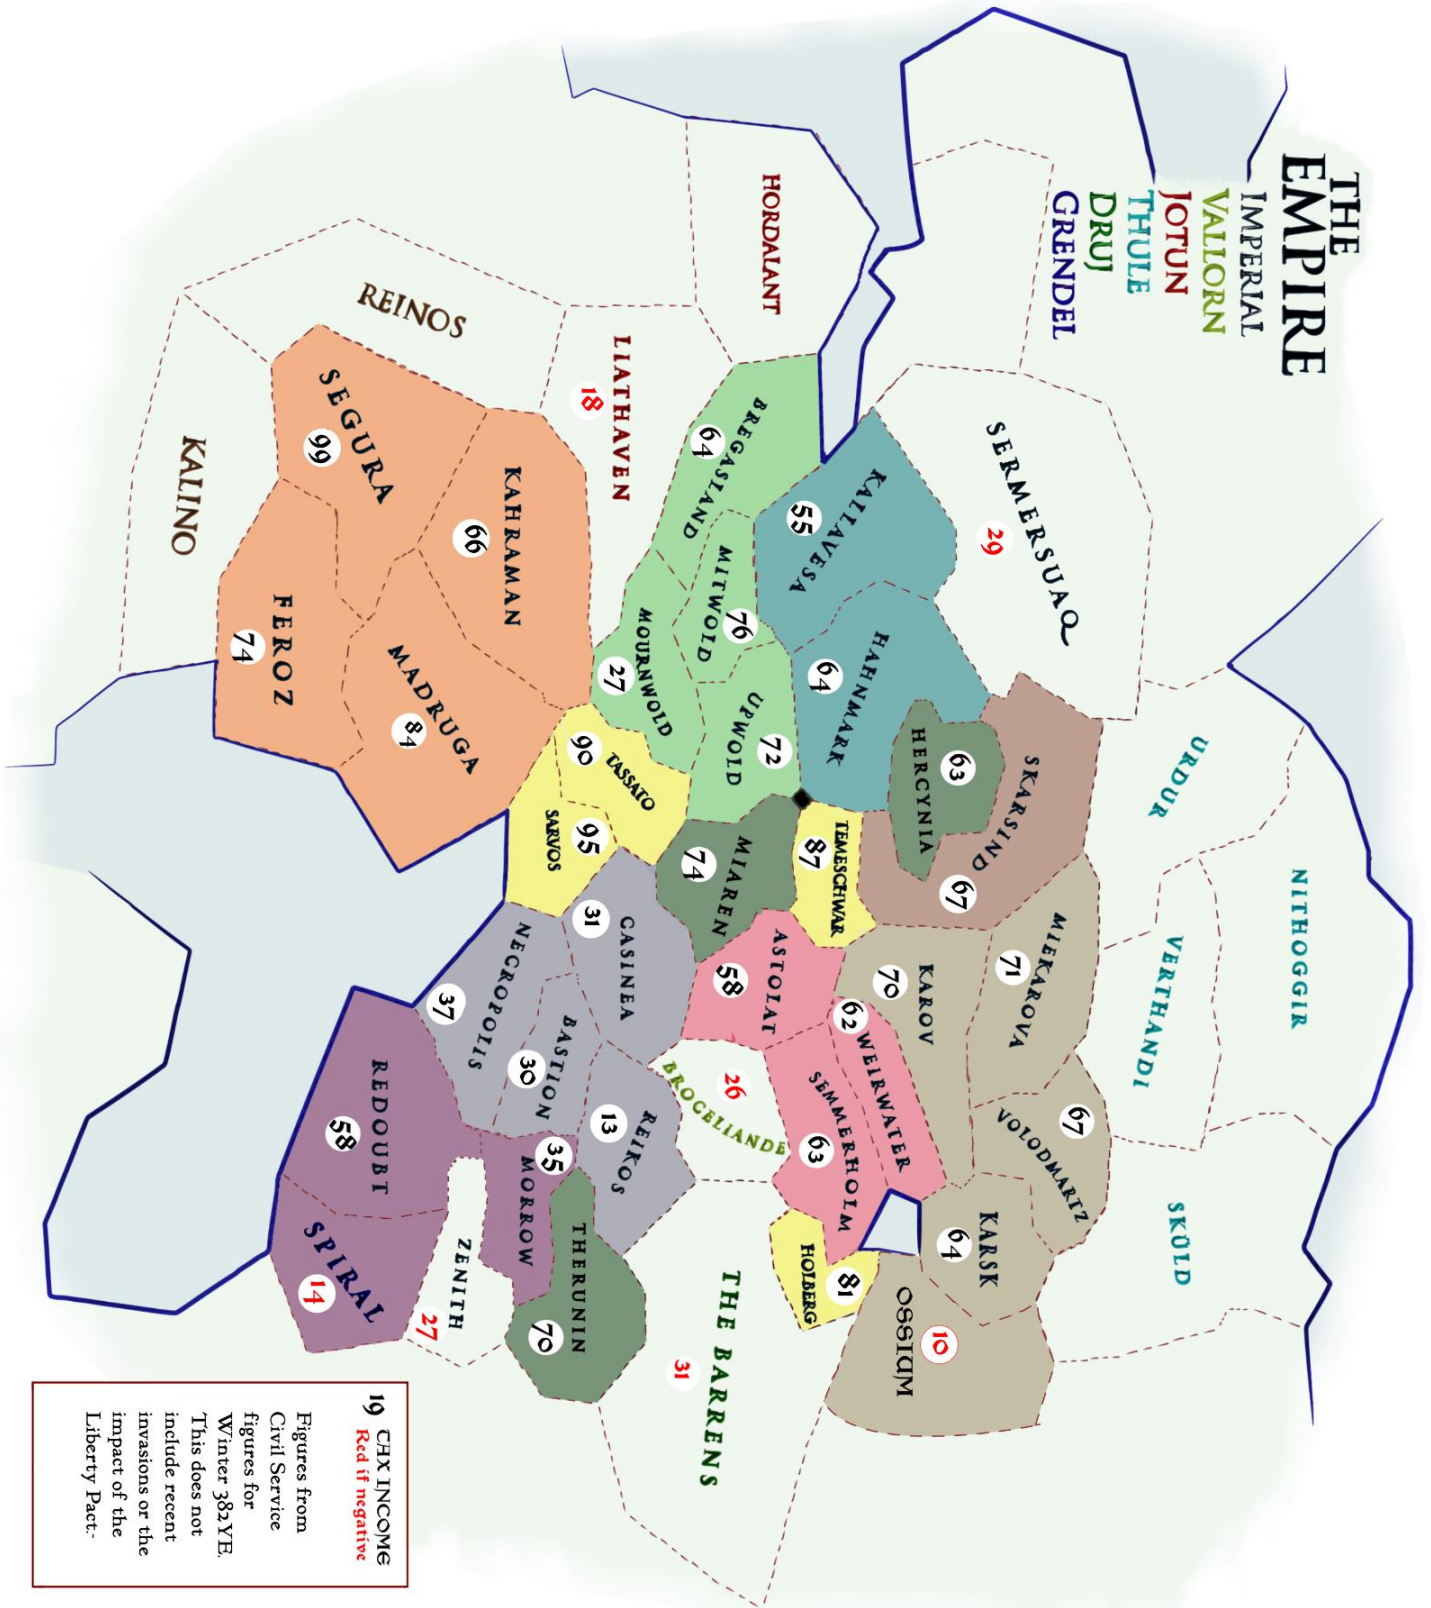 THE
EMPIRE
IMPERIAL
VALLORN
JOTUN
THULE
DRUJ
GRENDEL
URDUR
NITHOGGIR
VERTHANDI
SKÜLD
SERMERSUAQ
29
SKARSIND
67
HERCYNIA
63
MIEKAROVA
71
VOLODMARTZ
67
KAROV
70
KARSK
64
OSSIUM
10
KALLAVESA
55
HAHNMARK
64
TEMESCHWAR
87
WEIRWATER
62
SEMMERHOLM
63
HOLBERG
81
ASTOLAT
58
BROCELIANDE
26
THE BARRENS
31
HORDALANT
BREGASLAND
64
MITWOLD
76
UPWOLD
72
MOURNWOLD
27
MIAREN
74
LIATHAVEN
18
TASSATO
90
SARVOS
95
CASINEA
31
REIKOS
13
NECROPOLIS
37
BASTION
30
MORROW
35
THERUNIN
70
ZENITH
27
REDOUBT
58
SPIRAL
14
REINOS
KALINO
SEGURA
99
KAHRAMAN
66
FEROZ
74
MADRUGA
84
19 TAX INCOME
Red if negative
Figures from
Civil Service
figures for
Winter 382YE.
This does not
include recent
invasions or the
impact of the
Liberty Pact.-